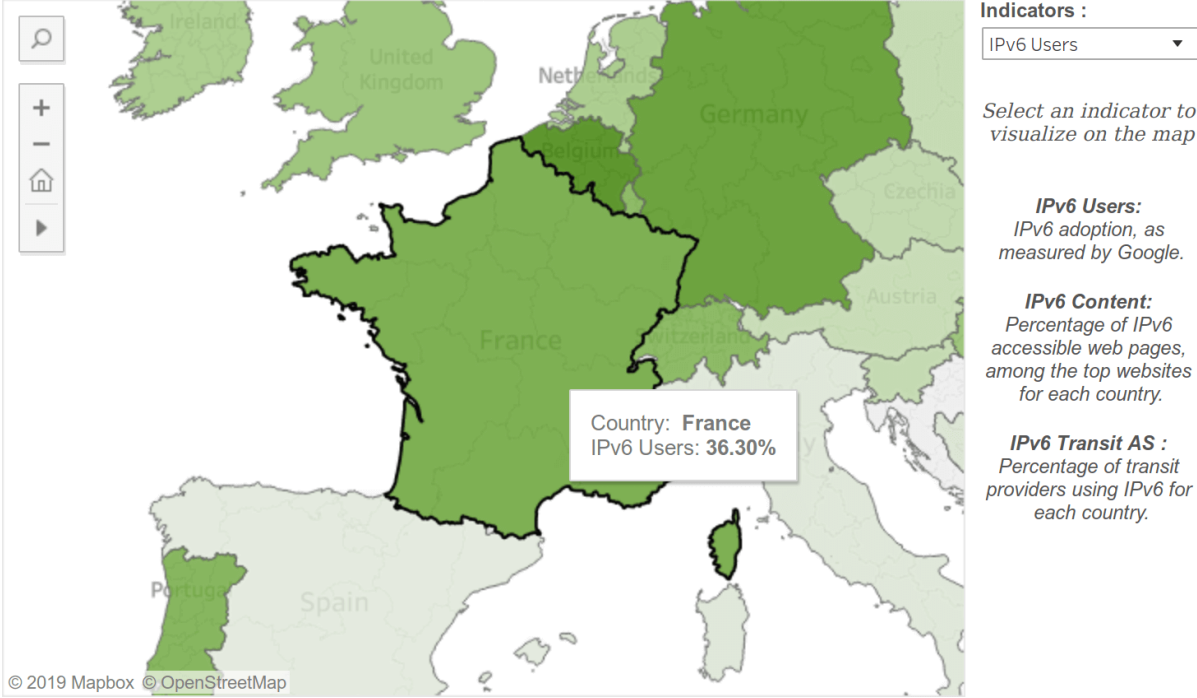 Indicators :
IPv6 Users
Select an indicator to
visualize on the map
IPv6 Users:
IPv6 adoption, as
measured by Google.
IPv6 Content:
Percentage of IPv6
accessible web pages,
among the top websites
for each country.
IPv6 Transit AS :
Percentage of transit
providers using IPv6 for
each country.
Ireland
United
Kingdom
Netherlands
Germany
Belgium
Czechia
Austria
France
Switzerland
Country: France
IPv6 Users: 36.30%
y
Portugal
Spain
© 2019 Mapbox © OpenStreetMap